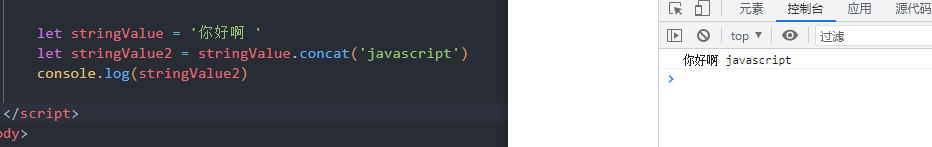 let stringValue = '你好啊 '
let stringValue2 = stringValue.concat('javascript')
console.log(stringValue2)
</script>
ody>
元素 控制台 应用 源代码
top ▼ 过滤
你好啊 javascript
>